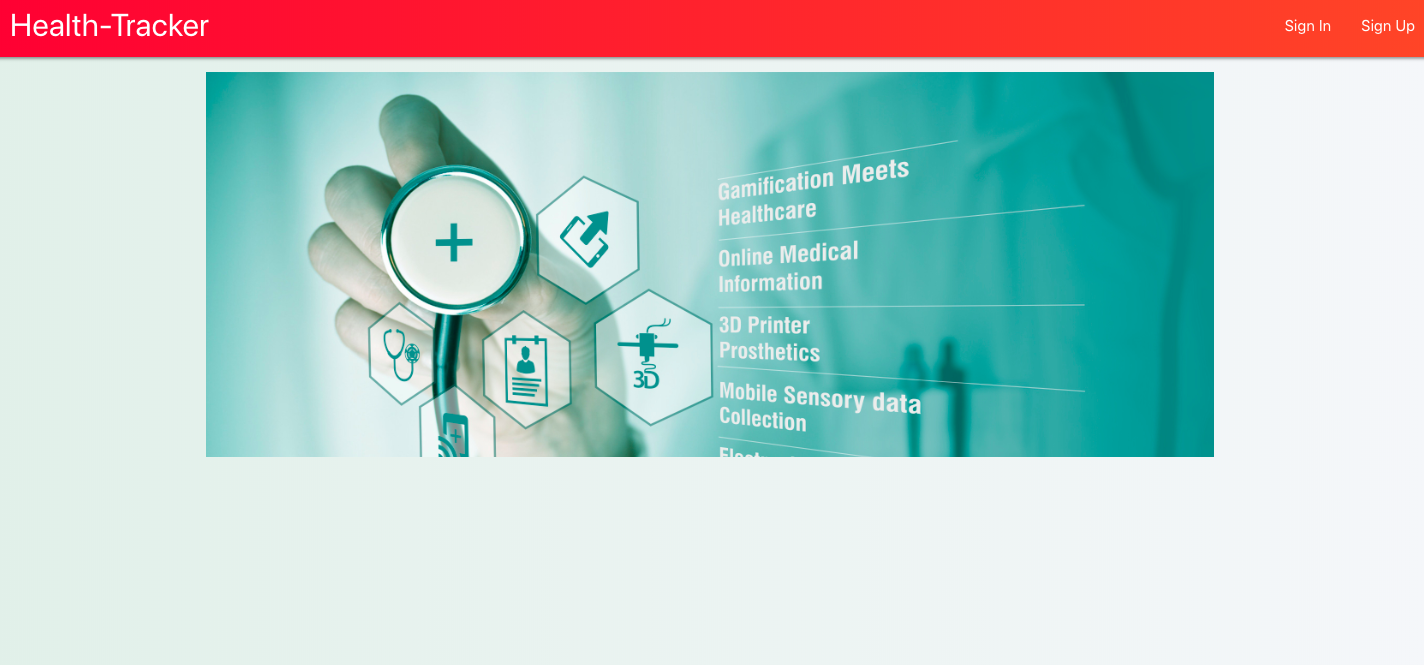 Health-Tracker
Sign In
Sign Up
Gamification Meets
Healthcare
Online Medical
Information
3D Printer
Prosthetics
3D
Mobile Sensory data
Collection